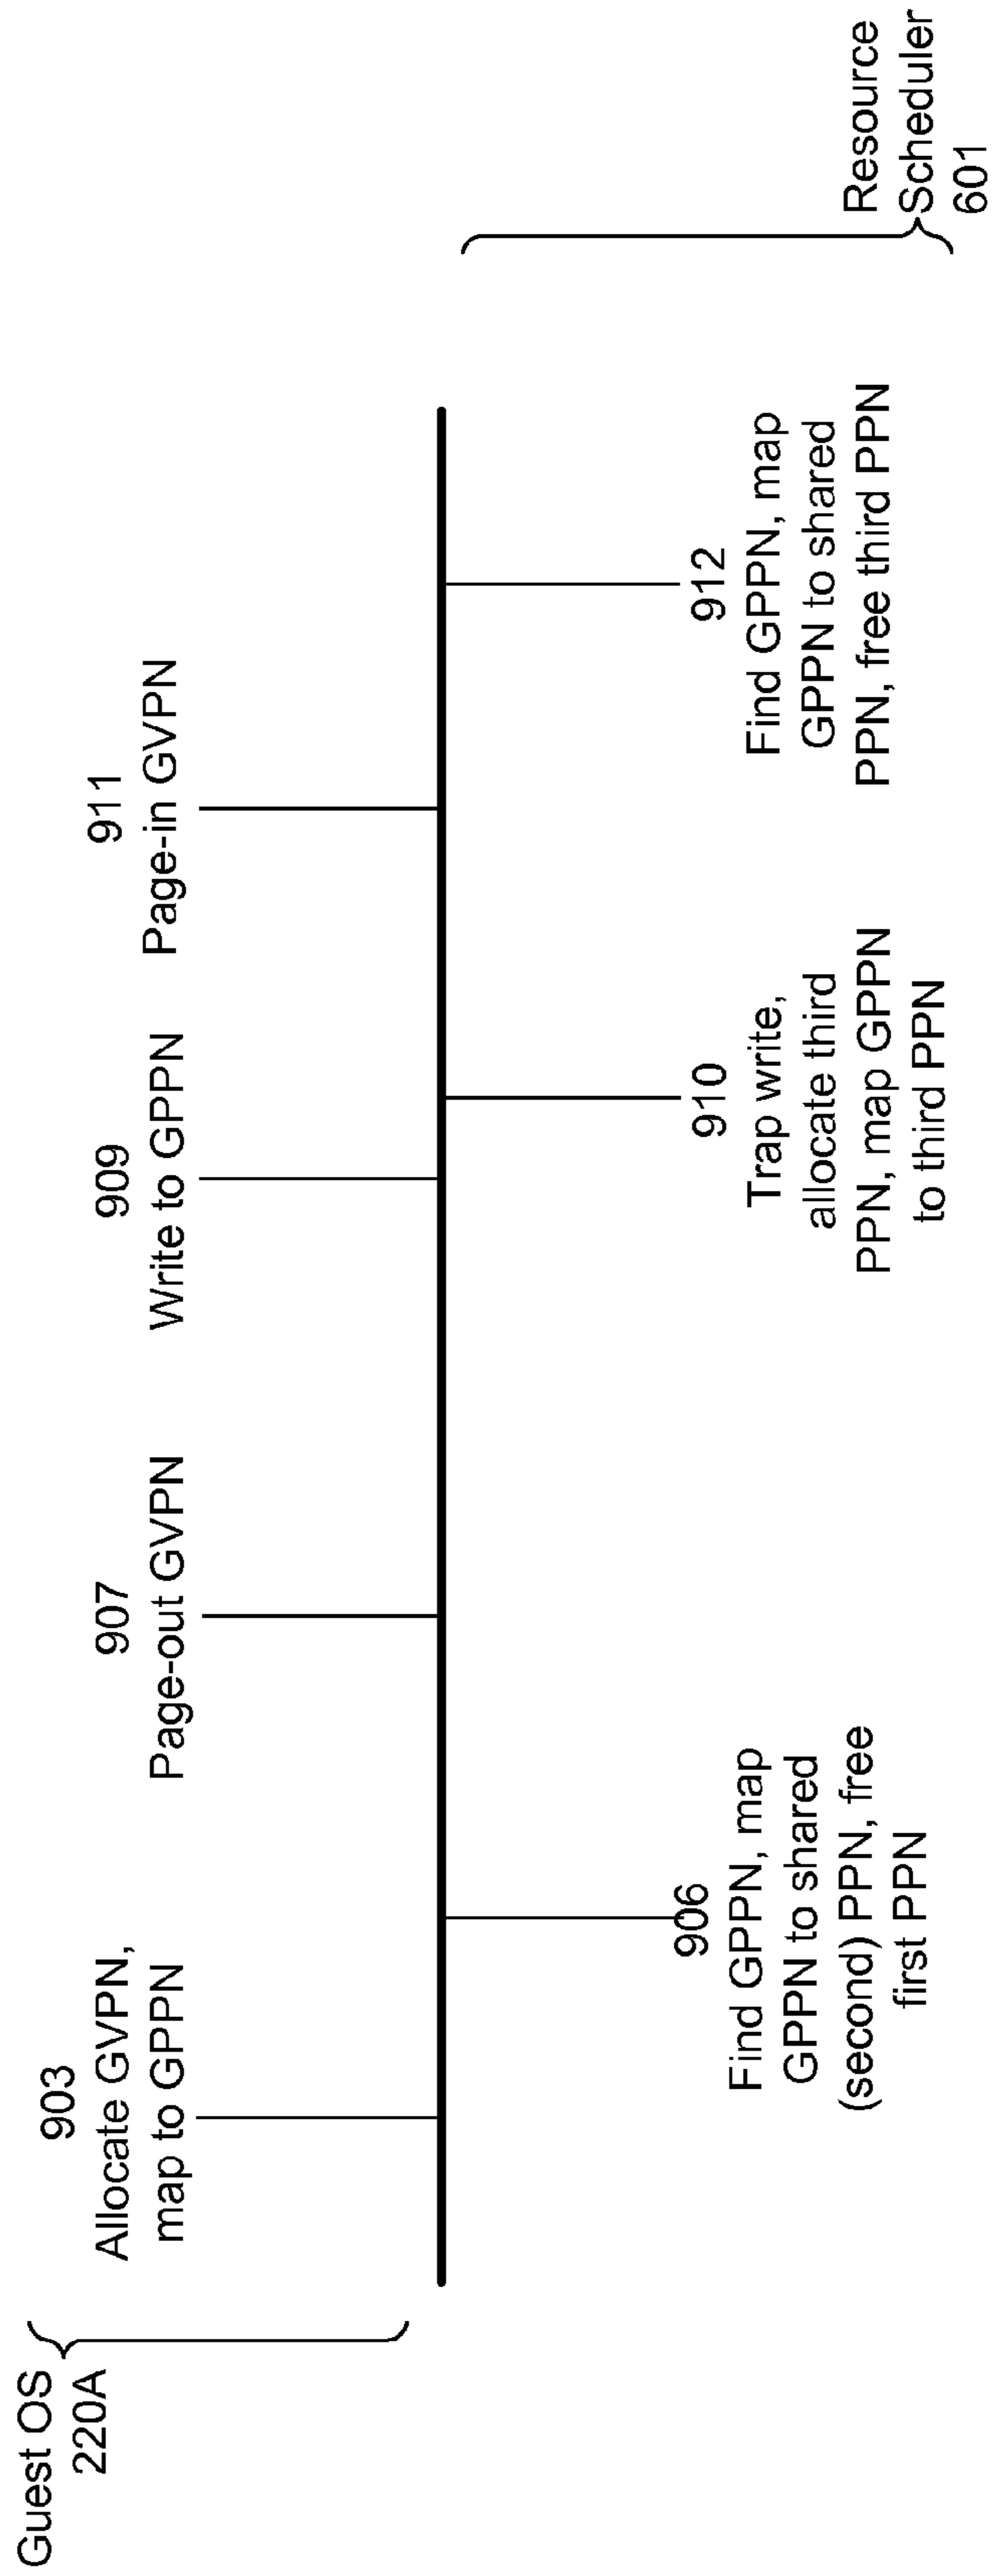 Guest OS
220A
903
Allocate GVPN,
map to GPPN
907
Page-out GVPN
909
Write to GPPN
911
Page-in GVPN
906
Find GPPN, map
GPPN to shared
(second) PPN, free
first PPN
910
Trap write,
allocate third
PPN, map GPPN
to third PPN
912
Find GPPN, map
GPPN to shared
PPN, free third PPN
Resource
Scheduler
601